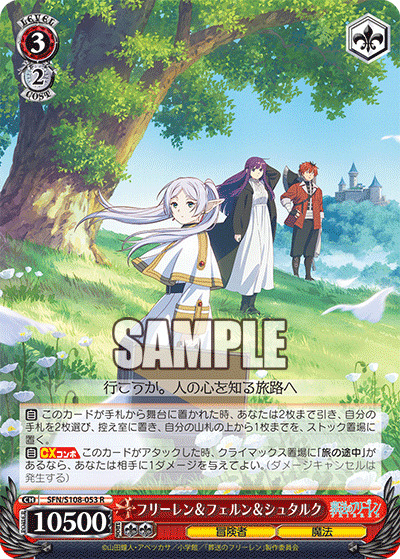 LEVEL
3
2
COST
SAMPLE
行こうか。人の心を知る旅路へ
自 このカードが手札から舞台に置かれた時、あなたは2枚まで引き、自分の
手札を2枚選び、控え室に置き、自分の山札の上から1枚までを、ストック置場に
置く。
自 CXコンボ このカードがアタックした時、クライマックス置場に「旅の途中」が
あるなら、あなたは相手に1ダメージを与えてよい。(ダメージキャンセルは
発生する)
CH SFN/S108-053 R
フリーレン&フェルン&シュタルク
葬送のフリーレン
10500
冒険者
魔法
©山田鐘人・アベツカサ/小学館/「葬送のフリーレン」製作委員会